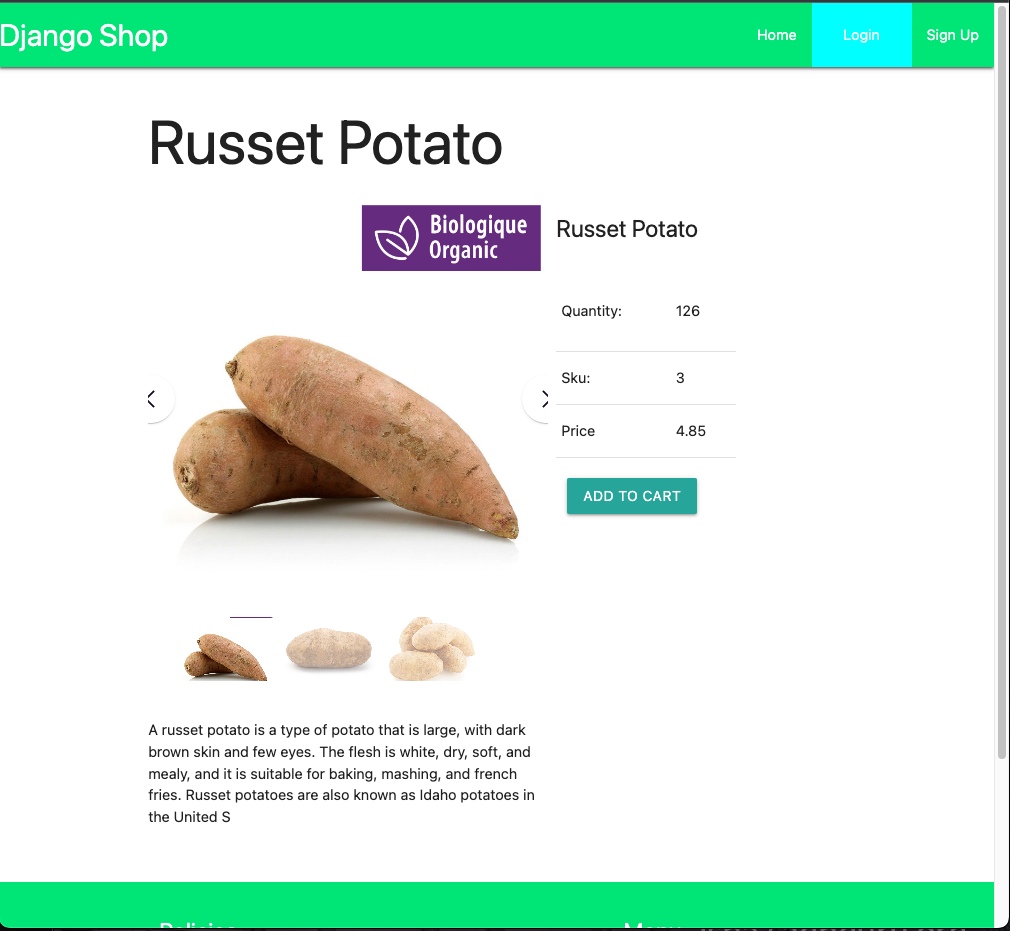 Django Shop
Home
Login
Sign Up
Russet Potato
Biologique
Organic
Russet Potato
Quantity: 126
Sku: 3
Price 4.85
ADD TO CART
A russet potato is a type of potato that is large, with dark
brown skin and few eyes. The flesh is white, dry, soft, and
mealy, and it is suitable for baking, mashing, and french
fries. Russet potatoes are also known as Idaho potatoes in
the United S